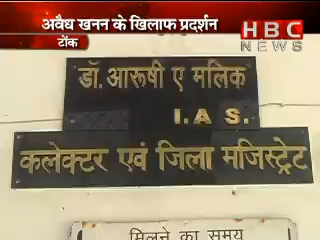 अवैध खनन के खिलाफ प्रदर्शन
टोंक
HBC
NEWS
डॉ. आरूषी ए मलिक
I. A. S.
कलेक्टर एवं जिला मजिस्ट्रेट
मिलने का समय